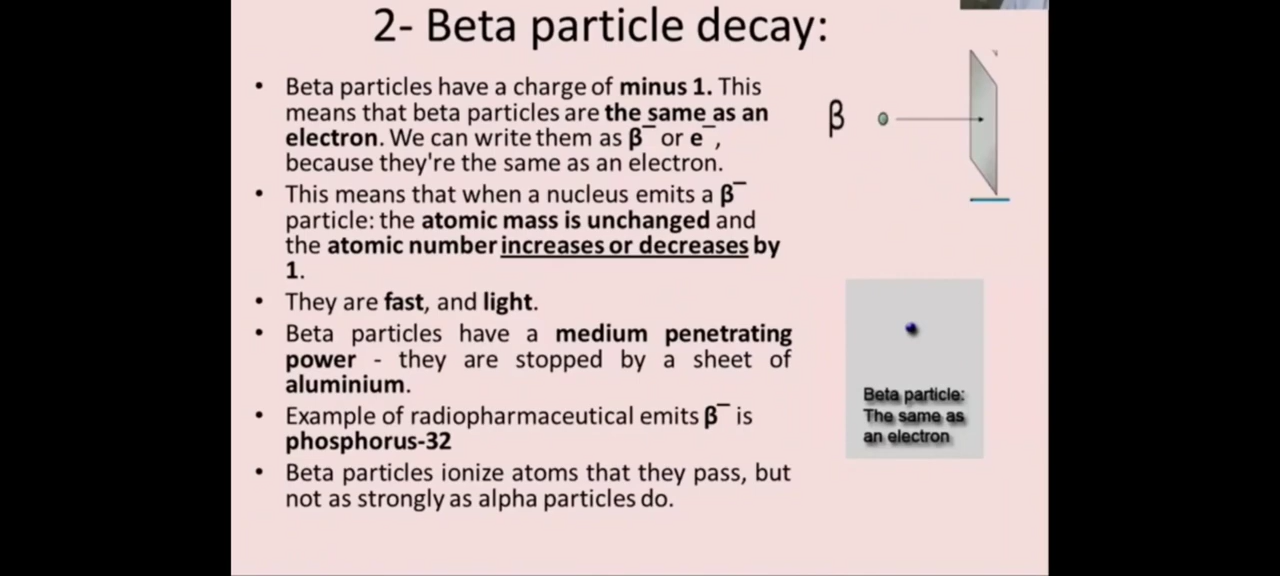 2- Beta particle decay:
• Beta particles have a charge of minus 1. This
means that beta particles are the same as an
electron. We can write them as β⁻ or e⁻,
because they're the same as an electron.
• This means that when a nucleus emits a β⁻
particle: the atomic mass is unchanged and
the atomic number increases or decreases by
1.
• They are fast, and light.
• Beta particles have a medium penetrating
power - they are stopped by a sheet of
aluminium.
• Example of radiopharmaceutical emits β⁻ is
phosphorus-32
• Beta particles ionize atoms that they pass, but
not as strongly as alpha particles do.
β
Beta particle:
The same as
an electron